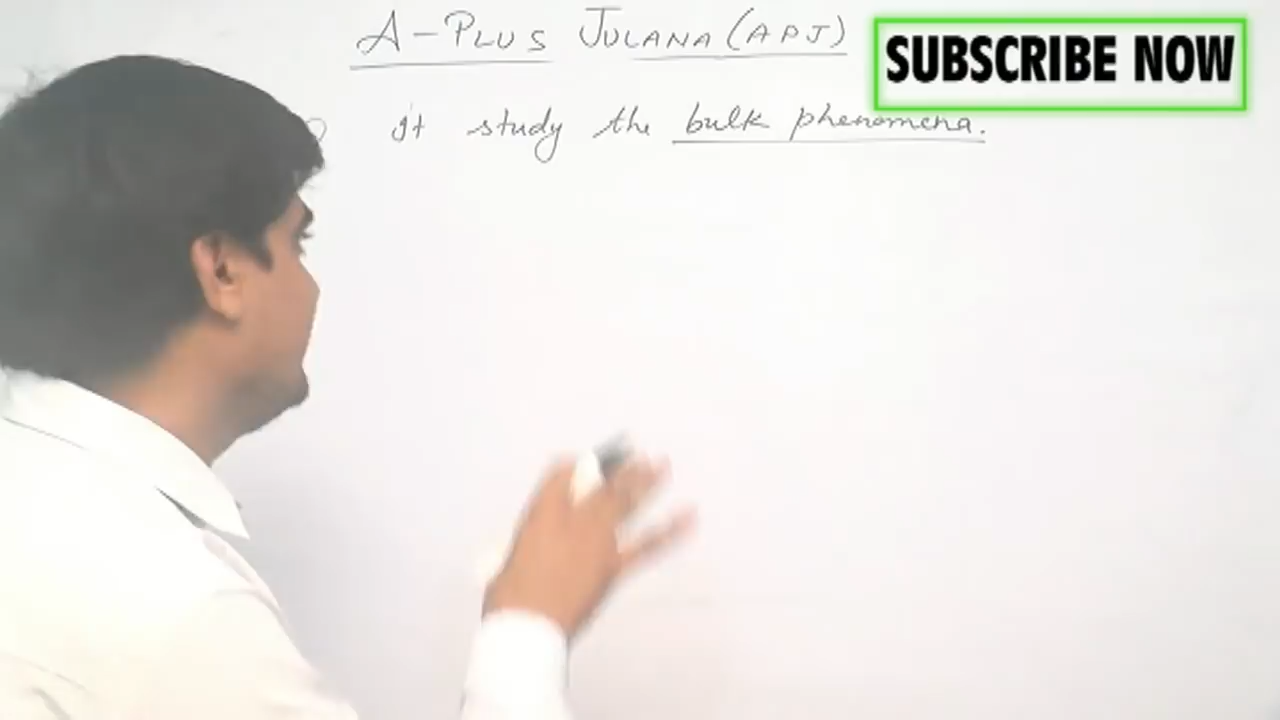 A-PLUS JULANA (APJ)
SUBSCRIBE NOW
It study the bulk phenomena.